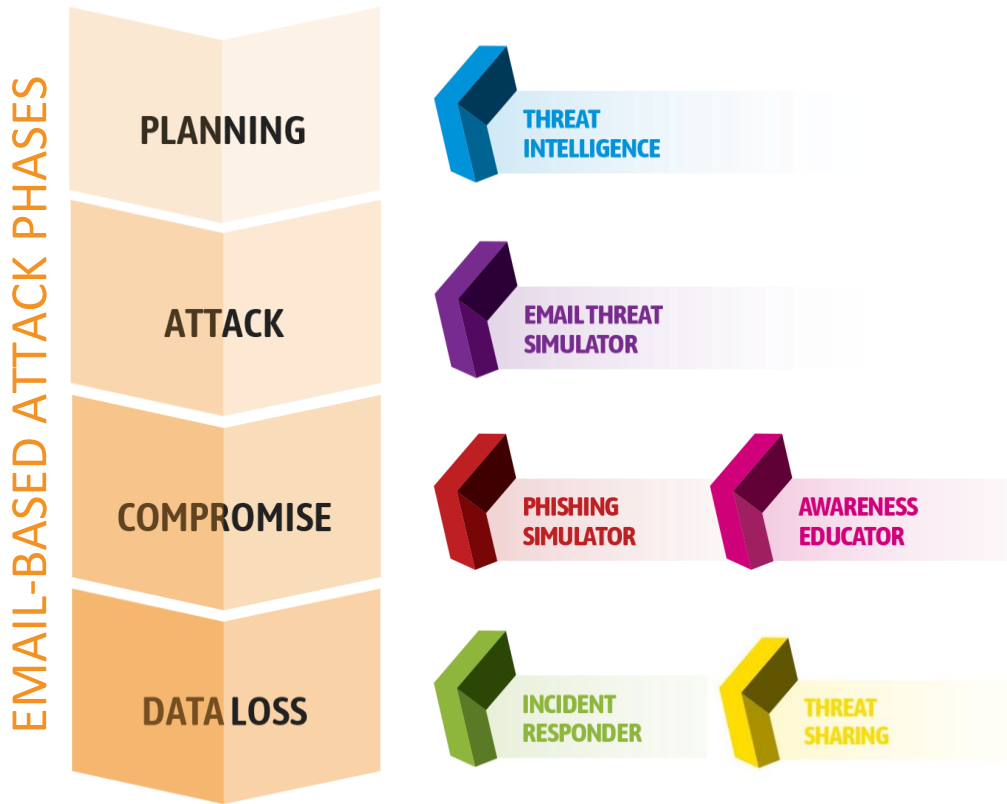 EMAIL-BASED ATTACK PHASES
PLANNING
THREAT
INTELLIGENCE
ATTACK
EMAIL THREAT
SIMULATOR
COMPROMISE
PHISHING
SIMULATOR
AWARENESS
EDUCATOR
DATA LOSS
INCIDENT
RESPONDER
THREAT
SHARING